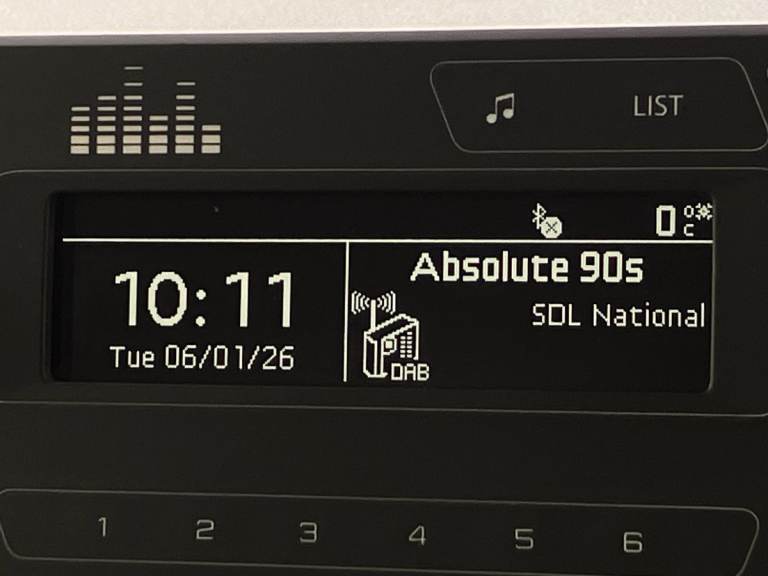 LIST
0°C
10:11
Absolute 90s
SDL National
Tue 06/01/26
DAB
1 2 3 4 5 6